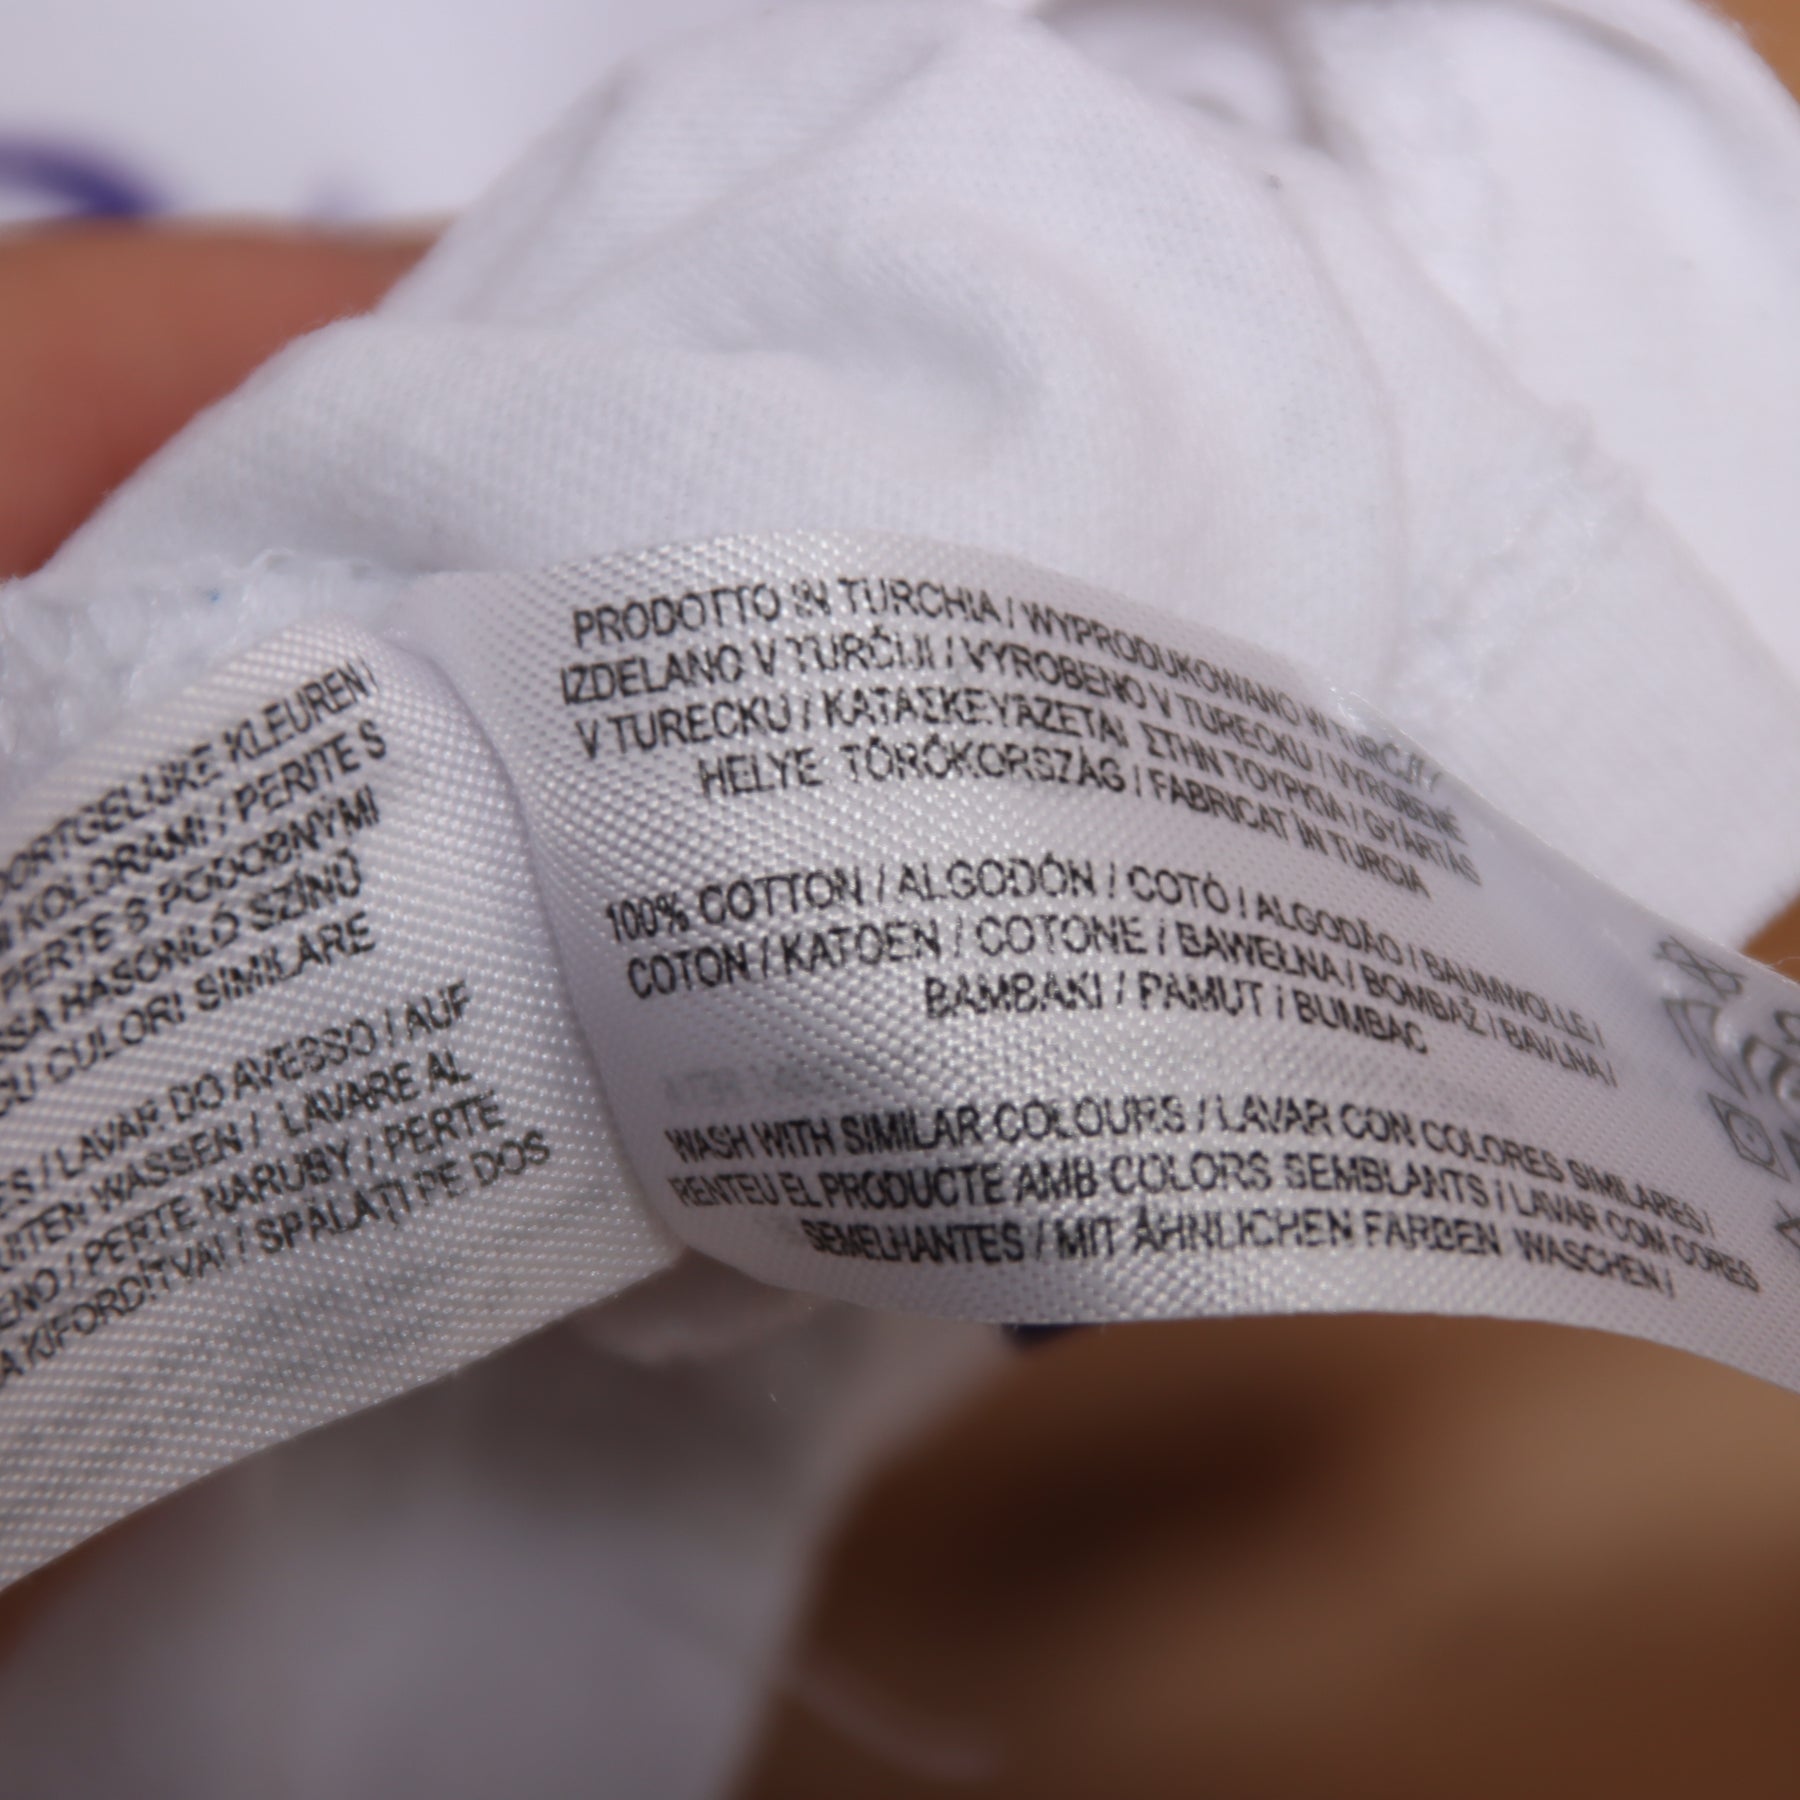 PRODOTTO IN TURCHIA / WYPRODUKOWANO W TURCJI /
IZDELANO V TURČIJI / VYROBENO V TURECKU / VYROBENÉ
V TURECKU / ΚΑΤΑΣΚΕΥΑΖΕΤΑΙ ΣΤΗΝ ΤΟΥΡΚΙΑ / GYÁRTÁS
HELYE TÖRÖKORSZÁG / FABRICAT IN TURCIA
100% COTTON / ALGODÓN / COTÓ / ALGODÃO / BAUMWOLLE /
COTON / KATOEN / COTONE / BAWEŁNA / BOMBAŽ / BAVLNA /
BAMBAKI / PAMUT / BUMBAC
WASH WITH SIMILAR COLOURS / LAVAR CON COLORES SIMILARES /
RENTEU EL PRODUCTE AMB COLORS SEMBLANTS / LAVAR COM CORES
SEMELHANTES / MIT ÄHNLICHEN FARBEN WASCHEN /
KLEUREN /
KOLORAMI / PERITE S
PERTE S PODOBNÝMI
HASONLÓ SZÍNŰ
CULORI SIMILARE
/ LAVAR DO AVESSO / AUF
WASSEN / LAVARE AL
/ PERTE NARUBY / PERTE
KIFORDÍTVA / SPĂLAȚI PE DOS